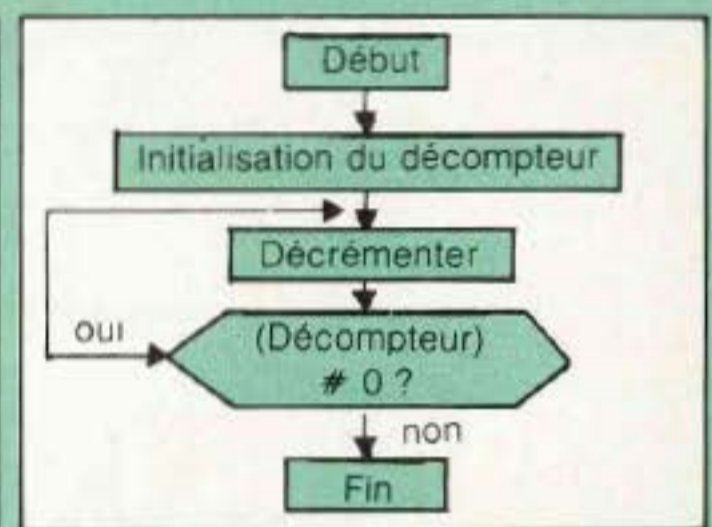 Début
Initialisation du décompteur
Décrémenter
oui
(Décompteur)
# 0 ?
non
Fin